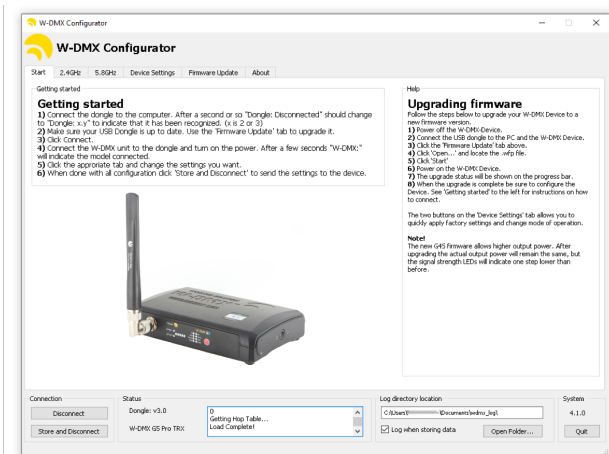 W-DMX Configurator
W-DMX Configurator
Start 2.4GHz 5.8GHz Device Settings Firmware Update About
Getting started
Getting started
1) Connect the dongle to the computer. After a second or so "Dongle: Disconnected" should change
to "Dongle: x.y" to indicate that it has been recognized. (x is 2 or 3)
2) Make sure your USB Dongle is up to date. Use the 'Firmware Update' tab to upgrade it.
3) Click Connect.
4) Connect the W-DMX unit to the dongle and turn on the power. After a few seconds "W-DMX:"
will indicate the model connected.
5) Click the approriate tab and change the settings you want.
6) When done with all configuration click 'Store and Disconnect' to send the settings to the device.
Help
Upgrading firmware
Follow the steps below to upgrade your W-DMX Device to a
new firmware version.
1) Power off the W-DMX-Device.
2) Connect the USB dongle to the PC and the W-DMX Device.
3) Click the 'Firmware Update' tab above.
4) Click 'Open...' and locate the .wfp file.
5) Click 'Start'
6) Power on the W-DMX Device.
7) The upgrade status will be shown on the progress bar.
8) When the upgrade is complete be sure to configure the
Device. See 'Getting started' to the left for instructions on how
to connect.
The two buttons on the 'Device Settings' tab allows you to
quickly apply factory settings and change mode of operation.
Note!
The new G4S firmware allows higher output power. After
upgrading the actual output power will remain the same, but
the signal strength LEDs will indicate one step lower than
before.
Connection
Disconnect
Store and Disconnect
Status
Dongle: v3.0
W-DMX G5 Pro TRX
0
Getting Hop Table...
Load Complete!
Log directory location
C:\Users\ \Documents\wdmx_log\
Log when storing data
Open Folder...
System
4.1.0
Quit